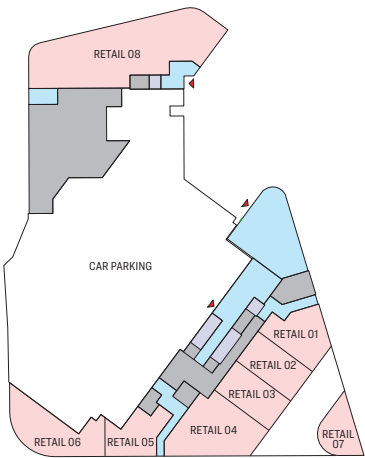 RETAIL 08
CAR PARKING
RETAIL 01
RETAIL 02
RETAIL 03
RETAIL 04
RETAIL 05
RETAIL 06
RETAIL
07